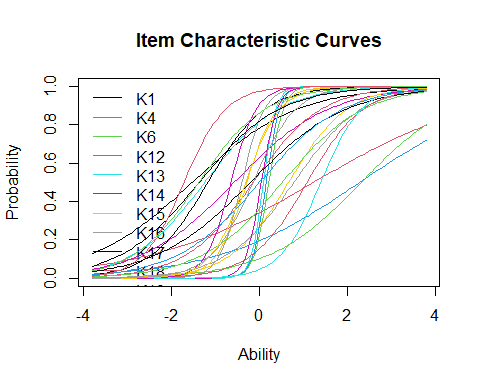 Item Characteristic Curves
Probability
1.0
0.8
0.6
0.4
0.2
0.0
K1
K4
K6
K12
K13
K14
K15
K16
K17
K18
-4
-2
0
2
4
Ability